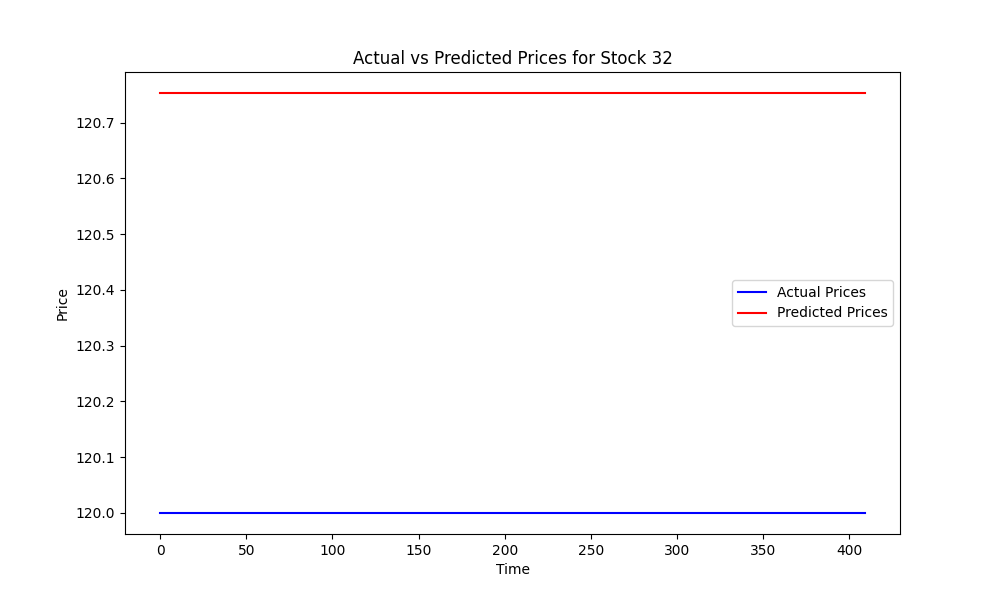 Actual vs Predicted Prices for Stock 32
120.7
120.6
120.5
120.4
120.3
120.2
120.1
120.0
Price
Actual Prices
Predicted Prices
0 50 100 150 200 250 300 350 400
Time